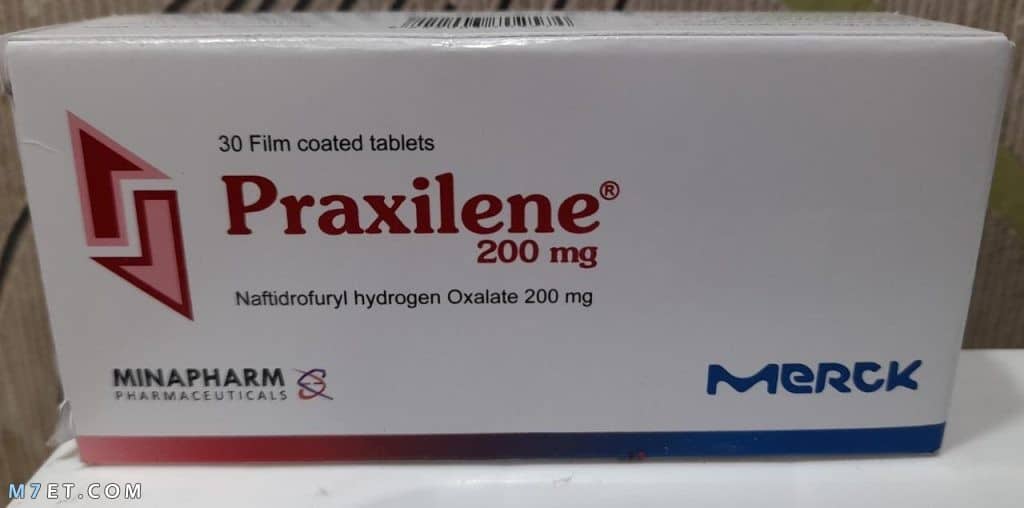 30 Film coated tablets
Praxilene®
200 mg
Naftidrofuryl hydrogen Oxalate 200 mg
MINAPHARM
PHARMACEUTICALS
MERCK
M7ET.COM